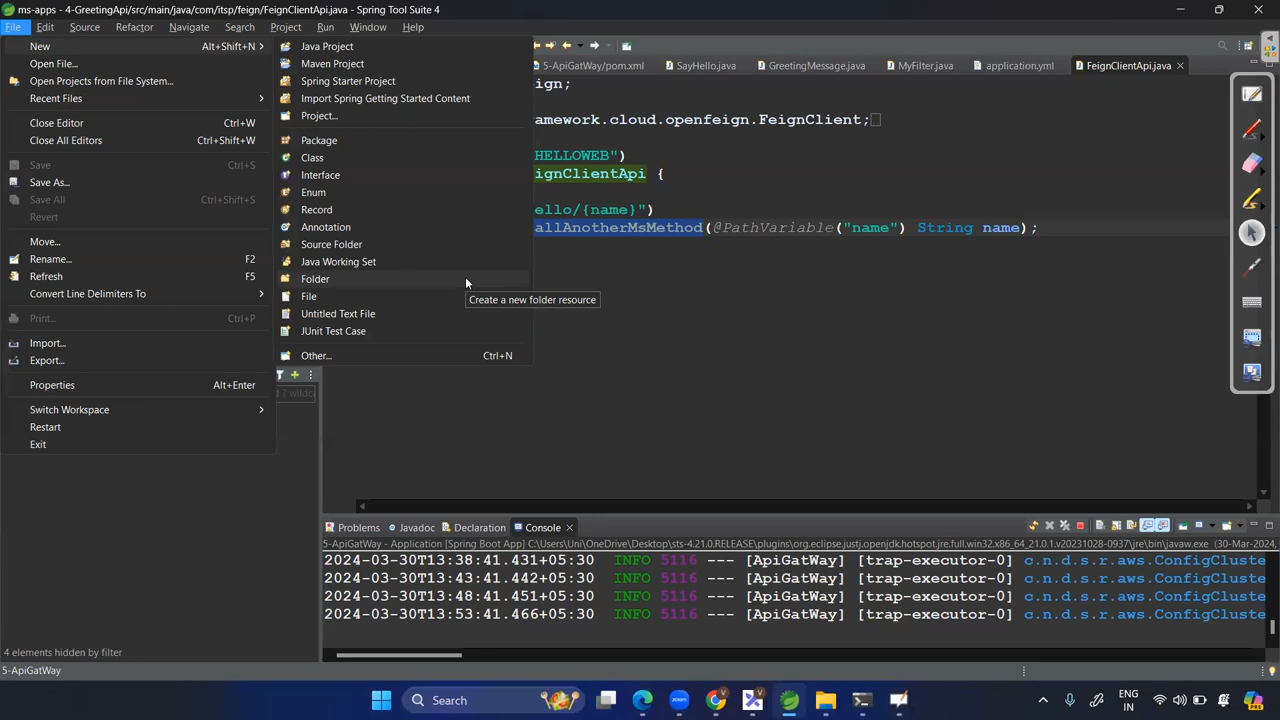 ms-apps - 4-GreetingApi/src/main/java/com/itsp/feign/FeignClientApi.java - Spring Tool Suite 4
File Edit Source Refactor Navigate Search Project Run Window Help
New Alt+Shift+N
Open File...
Open Projects from File System...
Recent Files
Close Editor Ctrl+W
Close All Editors Ctrl+Shift+W
Save Ctrl+S
Save As...
Save All Ctrl+Shift+S
Revert
Move...
Rename... F2
Refresh F5
Convert Line Delimiters To
Print... Ctrl+P
Import...
Export...
Properties Alt+Enter
Switch Workspace
Restart
Exit
Java Project
Maven Project
Spring Starter Project
Import Spring Getting Started Content
Project...
Package
Class
Interface
Enum
Record
Annotation
Source Folder
Java Working Set
Folder
File
Untitled Text File
JUnit Test Case
Other... Ctrl+N
Create a new folder resource
5-ApiGatWay/pom.xml SayHello.java GreetingMessage.java MyFilter.java application.yml FeignClientApi.java
ign;
amework.cloud.openfeign.FeignClient;
HELLOWEB")
ignClientApi {
ello/{name}")
allAnotherMsMethod(@PathVariable("name") String name);
4 elements hidden by filter
Problems Javadoc Declaration Console
5-ApiGatWay - Application [Spring Boot App] C:\Users\Uni\OneDrive\Desktop\sts-4.21.0.RELEASE\plugins\org.eclipse.justj.openjdk.hotspot.jre.full.win32.x86_64_21.0.1.v20231028-0937\jre\bin\javaw.exe (30-Mar-2024,
2024-03-30T13:38:41.431+05:30 INFO 5116 --- [ApiGatWay] [trap-executor-0] c.n.d.s.r.aws.ConfigCluste
2024-03-30T13:43:41.442+05:30 INFO 5116 --- [ApiGatWay] [trap-executor-0] c.n.d.s.r.aws.ConfigCluste
2024-03-30T13:48:41.451+05:30 INFO 5116 --- [ApiGatWay] [trap-executor-0] c.n.d.s.r.aws.ConfigCluste
2024-03-30T13:53:41.466+05:30 INFO 5116 --- [ApiGatWay] [trap-executor-0] c.n.d.s.r.aws.ConfigCluste
5-ApiGatWay
Search
zoom
ENG
IN